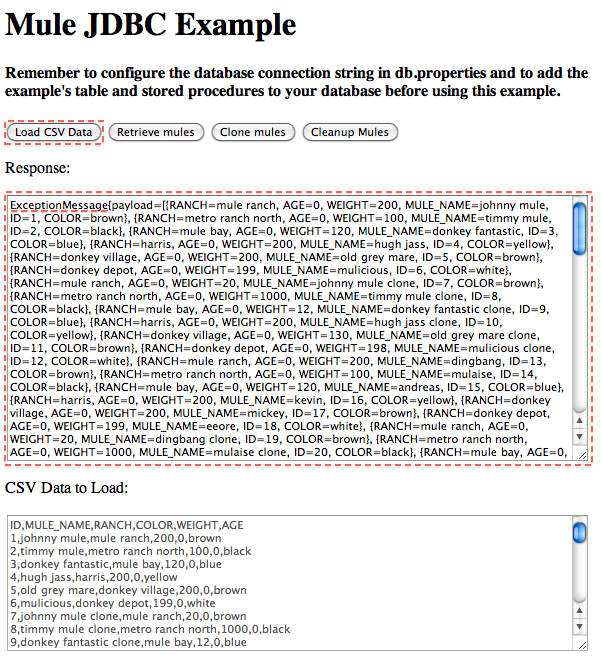 Mule JDBC Example
Remember to configure the database connection string in db.properties and to add the
example's table and stored procedures to your database before using this example.
Load CSV Data Retrieve mules Clone mules Cleanup Mules
Response:
ExceptionMessage{payload=[{RANCH=mule ranch, AGE=0, WEIGHT=200, MULE_NAME=johnny mule,
ID=1, COLOR=brown}, {RANCH=metro ranch north, AGE=0, WEIGHT=100, MULE_NAME=timmy mule,
ID=2, COLOR=black}, {RANCH=mule bay, AGE=0, WEIGHT=120, MULE_NAME=donkey fantastic, ID=3,
COLOR=blue}, {RANCH=harris, AGE=0, WEIGHT=200, MULE_NAME=hugh jass, ID=4, COLOR=yellow},
{RANCH=donkey village, AGE=0, WEIGHT=200, MULE_NAME=old grey mare, ID=5, COLOR=brown},
{RANCH=donkey depot, AGE=0, WEIGHT=199, MULE_NAME=mulicious, ID=6, COLOR=white},
{RANCH=mule ranch, AGE=0, WEIGHT=20, MULE_NAME=johnny mule clone, ID=7, COLOR=brown},
{RANCH=metro ranch north, AGE=0, WEIGHT=1000, MULE_NAME=timmy mule clone, ID=8,
COLOR=black}, {RANCH=mule bay, AGE=0, WEIGHT=12, MULE_NAME=donkey fantastic clone, ID=9,
COLOR=blue}, {RANCH=harris, AGE=0, WEIGHT=200, MULE_NAME=hugh jass clone, ID=10,
COLOR=yellow}, {RANCH=donkey village, AGE=0, WEIGHT=130, MULE_NAME=old grey mare clone,
ID=11, COLOR=brown}, {RANCH=donkey depot, AGE=0, WEIGHT=198, MULE_NAME=mulicious clone,
ID=12, COLOR=white}, {RANCH=mule ranch, AGE=0, WEIGHT=200, MULE_NAME=dingbang, ID=13,
COLOR=brown}, {RANCH=metro ranch north, AGE=0, WEIGHT=100, MULE_NAME=mulaise, ID=14,
COLOR=black}, {RANCH=mule bay, AGE=0, WEIGHT=120, MULE_NAME=andreas, ID=15, COLOR=blue},
{RANCH=harris, AGE=0, WEIGHT=200, MULE_NAME=kevin, ID=16, COLOR=yellow}, {RANCH=donkey
village, AGE=0, WEIGHT=200, MULE_NAME=mickey, ID=17, COLOR=brown}, {RANCH=donkey depot,
AGE=0, WEIGHT=199, MULE_NAME=eeore, ID=18, COLOR=white}, {RANCH=mule ranch, AGE=0,
WEIGHT=20, MULE_NAME=dingbang clone, ID=19, COLOR=brown}, {RANCH=metro ranch north,
AGE=0, WEIGHT=1000, MULE_NAME=mulaise clone, ID=20, COLOR=black}, {RANCH=mule bay, AGE=0,
CSV Data to Load:
ID,MULE_NAME,RANCH,COLOR,WEIGHT,AGE
1,johnny mule,mule ranch,200,0,brown
2,timmy mule,metro ranch north,100,0,black
3,donkey fantastic,mule bay,120,0,blue
4,hugh jass,harris,200,0,yellow
5,old grey mare,donkey village,200,0,brown
6,mulicious,donkey depot,199,0,white
7,johnny mule clone,mule ranch,20,0,brown
8,timmy mule clone,metro ranch north,1000,0,black
9,donkey fantastic clone,mule bay,12,0,blue